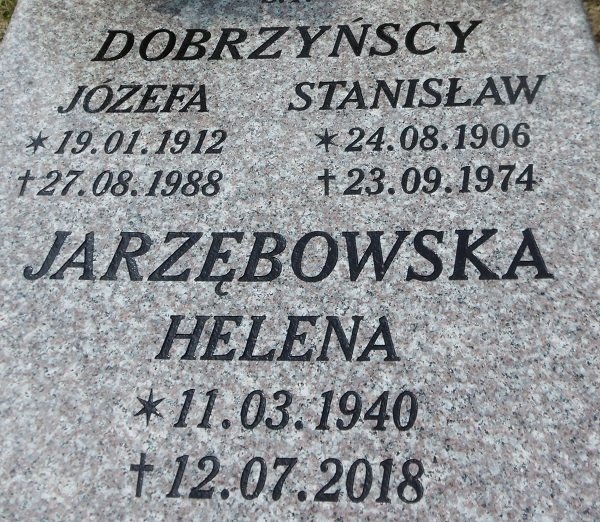 DOBRZYŃSCY
JÓZEFA STANISŁAW
*19.01.1912 *24.08.1906
†27.08.1988 †23.09.1974
JARZĘBOWSKA
HELENA
*11.03.1940
†12.07.2018